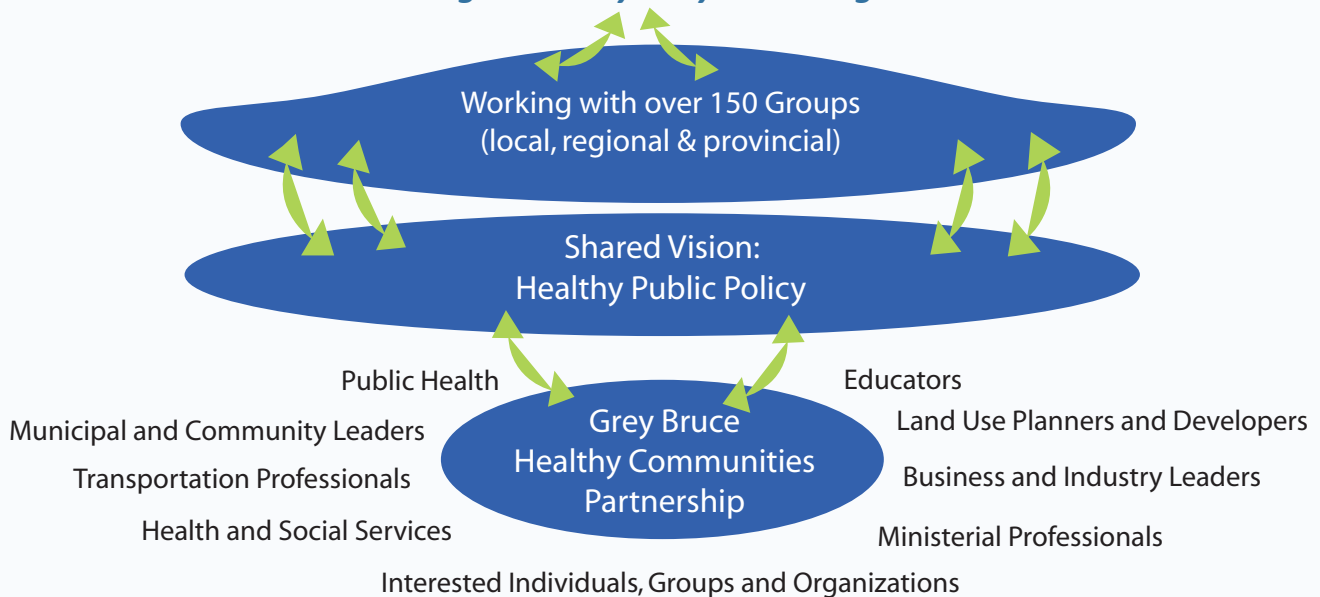 Working with over 150 Groups
(local, regional & provincial)
Shared Vision:
Healthy Public Policy
Public Health
Educators
Municipal and Community Leaders
Grey Bruce
Healthy Communities
Partnership
Land Use Planners and Developers
Transportation Professionals
Business and Industry Leaders
Health and Social Services
Ministerial Professionals
Interested Individuals, Groups and Organizations